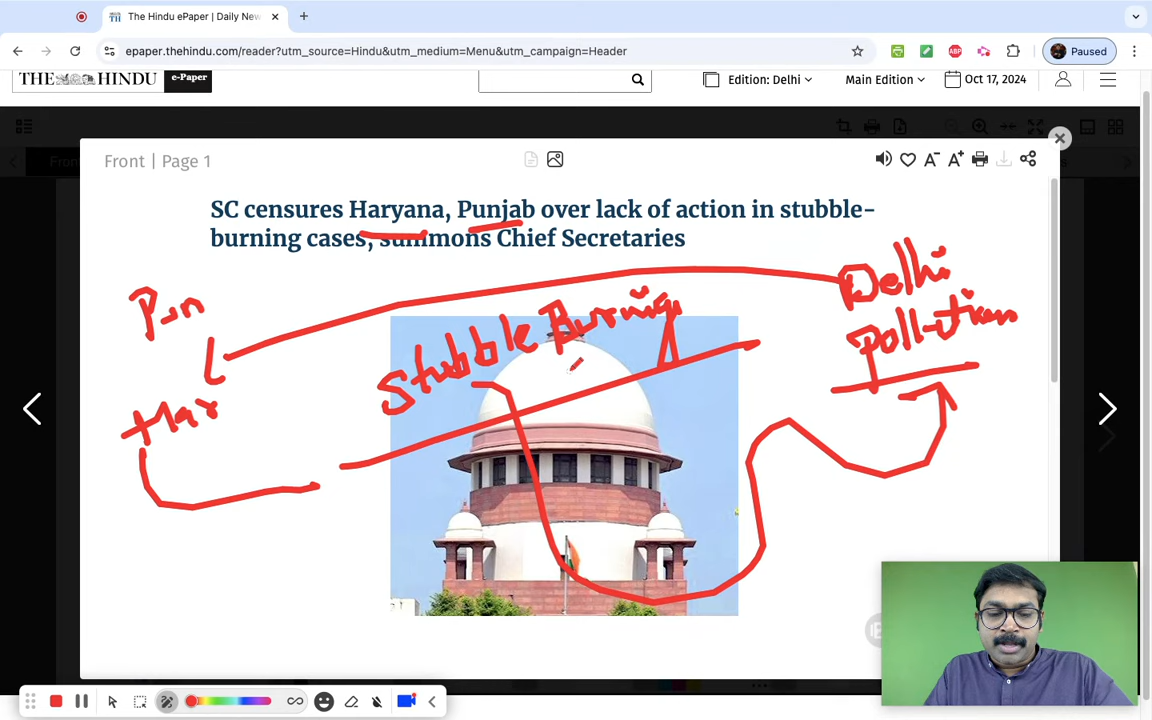 The Hindu ePaper | Daily New
epaper.thehindu.com/reader?utm_source=Hindu&utm_medium=Menu&utm_campaign=Header
ABP
Paused
THE HINDU e-Paper
Edition: Delhi
Main Edition
Oct 17, 2024
Front | Page 1
A- A+
SC censures Haryana, Punjab over lack of action in stubble-
burning cases, summons Chief Secretaries
Delhi
Pollution
Pun
Stubble Burning
Har